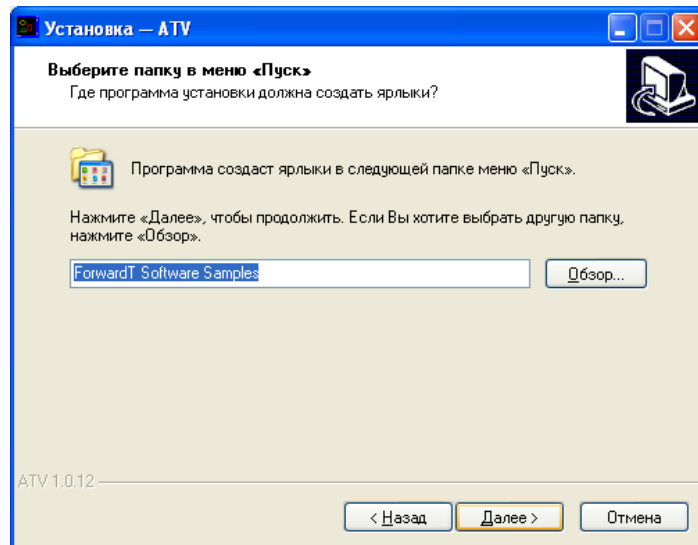 Установка — ATV
Выберите папку в меню «Пуск»
Где программа установки должна создать ярлыки?
Программа создаст ярлыки в следующей папке меню «Пуск».
Нажмите «Далее», чтобы продолжить. Если Вы хотите выбрать другую папку,
нажмите «Обзор».
ForwardT Software Samples
Обзор...
ATV 1.0.12
< Назад
Далее >
Отмена